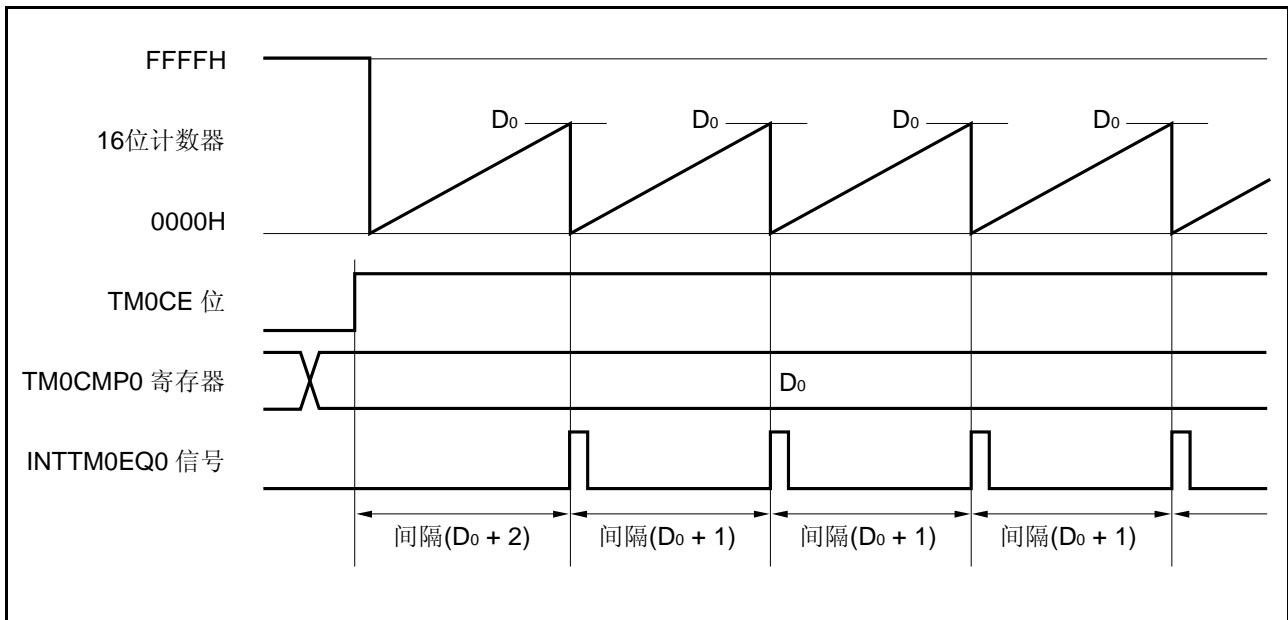 FFFFH
16位计数器
D₀ D₀ D₀ D₀
0000H
TM0CE 位
TM0CMP0 寄存器
D₀
INTTM0EQ0 信号
间隔(D₀ + 2) 间隔(D₀ + 1) 间隔(D₀ + 1) 间隔(D₀ + 1)